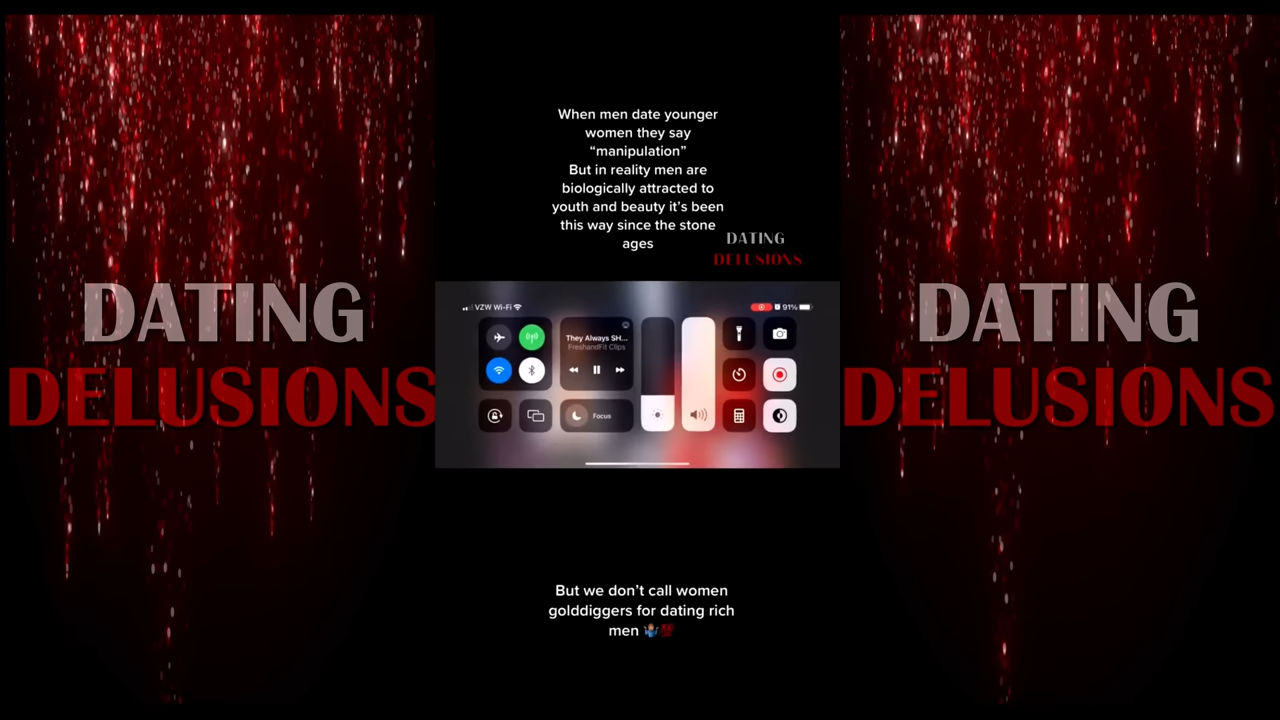 When men date younger
women they say
“manipulation”
But in reality men are
biologically attracted to
youth and beauty it’s been
this way since the stone
ages
DATING
DELUSIONS
DATING
DELUSIONS
DATING
DELUSIONS
VZW Wi-Fi
91%
They Always SH...
FreshandFit Clips
Focus
But we don’t call women
golddiggers for dating rich
men 🤷🏽‍♂️💯